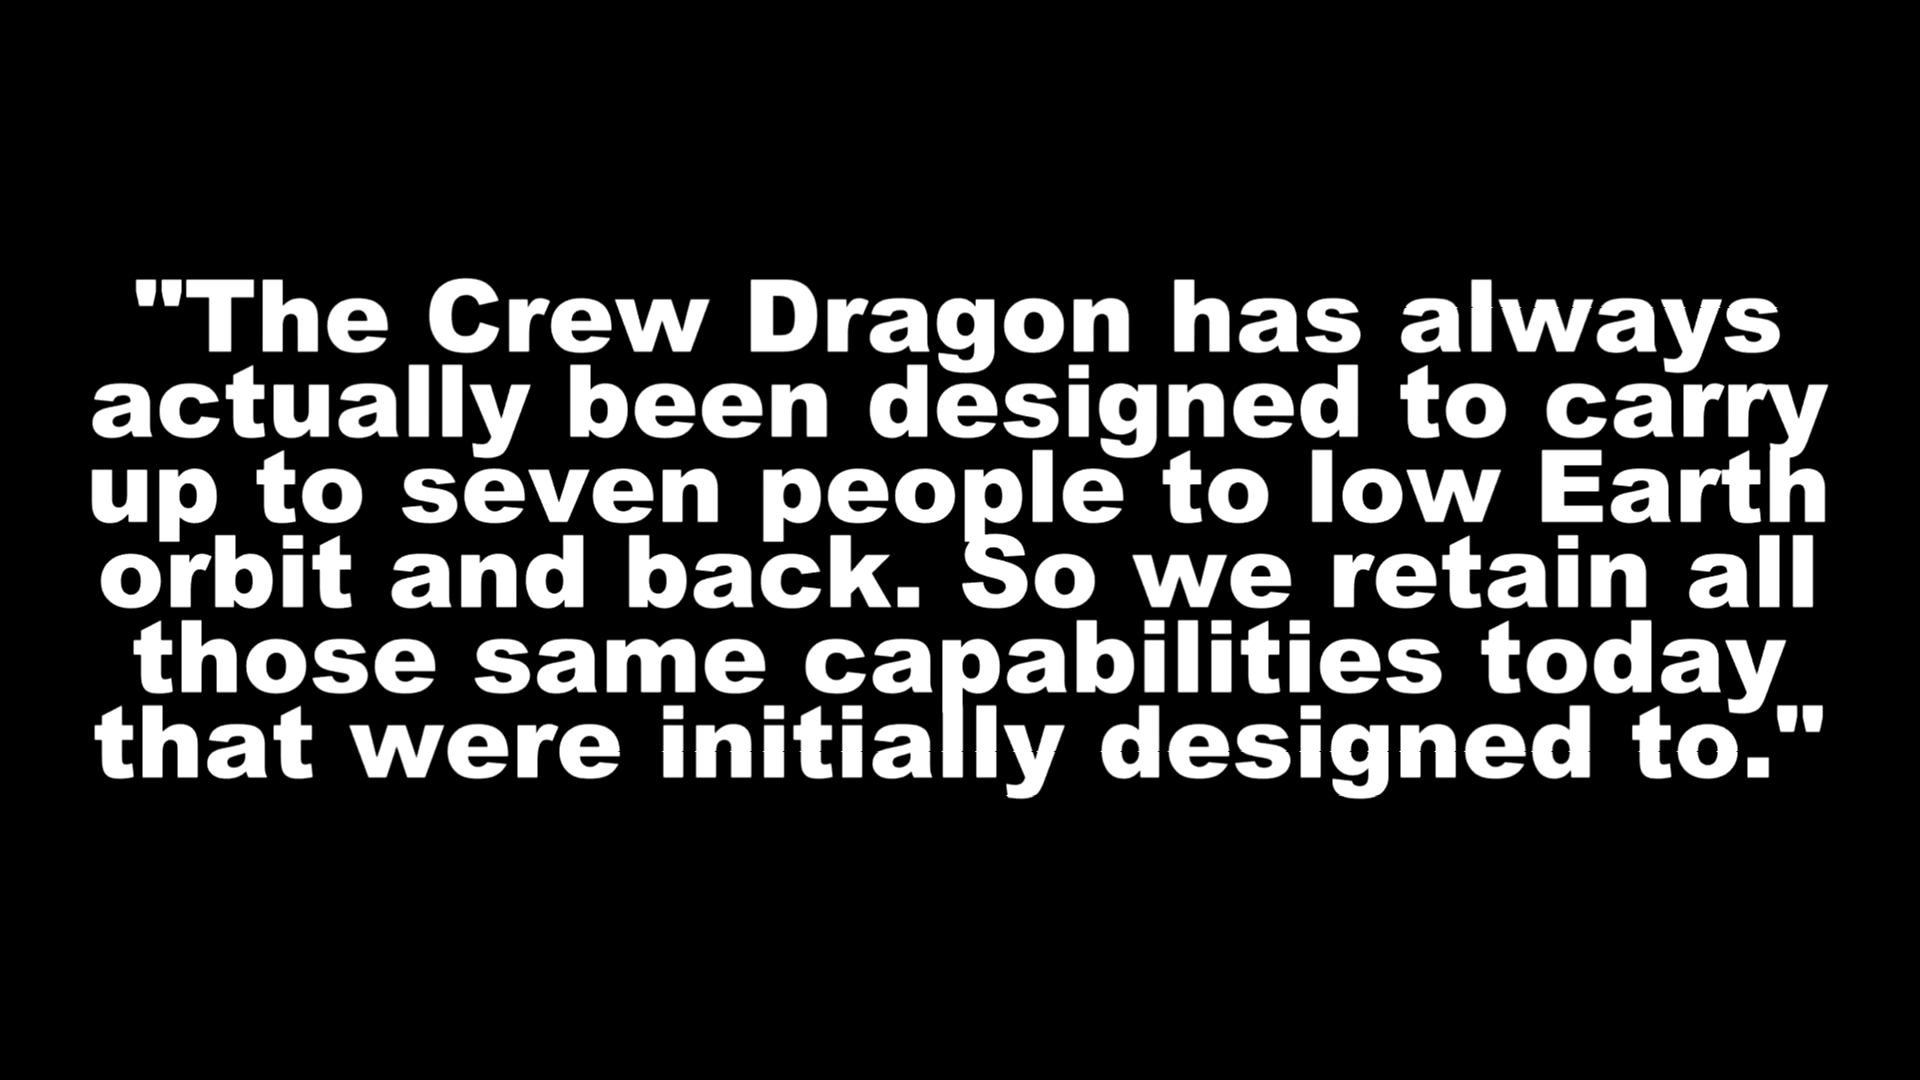 "The Crew Dragon has always
actually been designed to carry
up to seven people to low Earth
orbit and back. So we retain all
those same capabilities today
that were initially designed to."